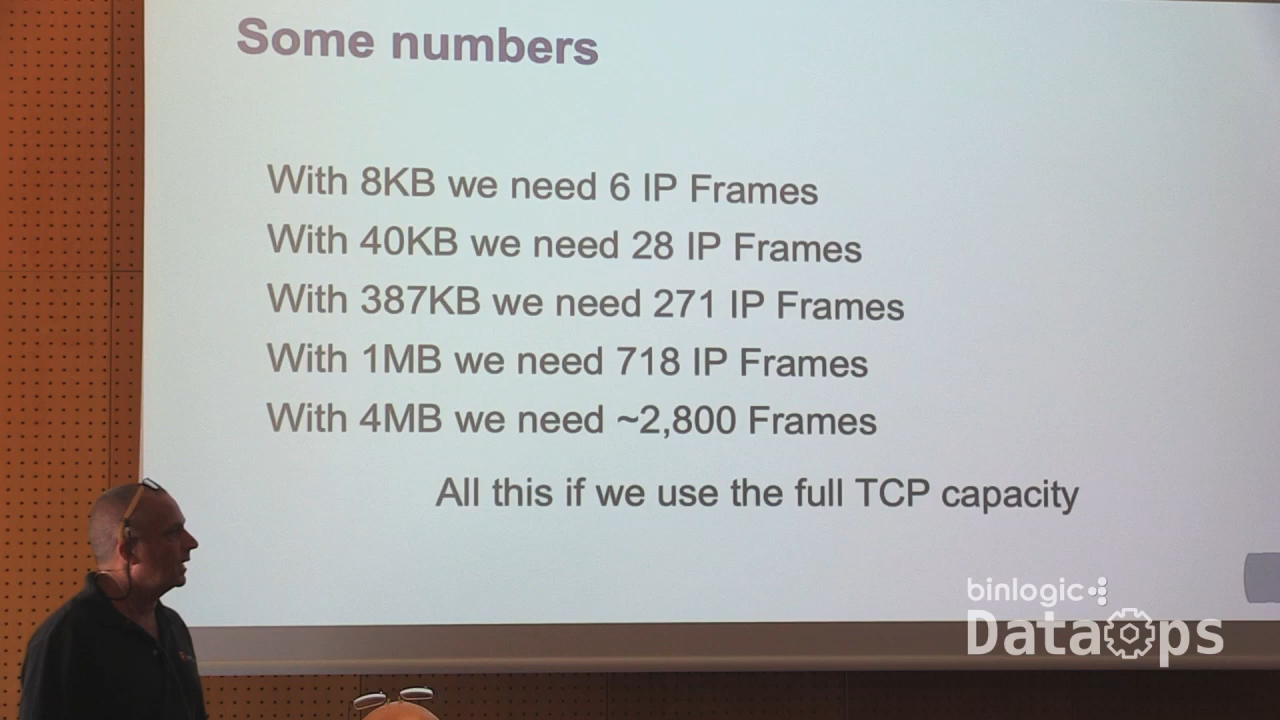 Some numbers
With 8KB we need 6 IP Frames
With 40KB we need 28 IP Frames
With 387KB we need 271 IP Frames
With 1MB we need 718 IP Frames
With 4MB we need ~2,800 Frames
All this if we use the full TCP capacity
binlogic
DataOps